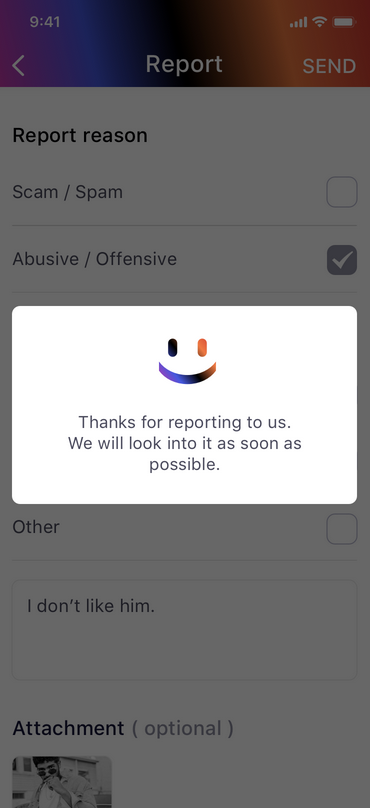 9:41
Report
SEND
Report reason
Scam / Spam
Abusive / Offensive
Thanks for reporting to us.
We will look into it as soon as
possible.
Other
I don’t like him.
Attachment ( optional )